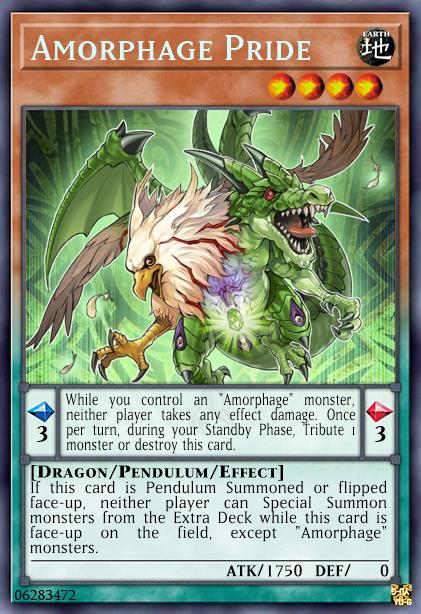 Amorphage Pride
EARTH
地
While you control an "Amorphage" monster,
neither player takes any effect damage. Once
per turn, during your Standby Phase, Tribute 1
monster or destroy this card.
3
3
[Dragon/Pendulum/Effect]
If this card is Pendulum Summoned or flipped
face-up, neither player can Special Summon
monsters from the Extra Deck while this card is
face-up on the field, except "Amorphage"
monsters.
ATK/1750 DEF/ 0
06283472